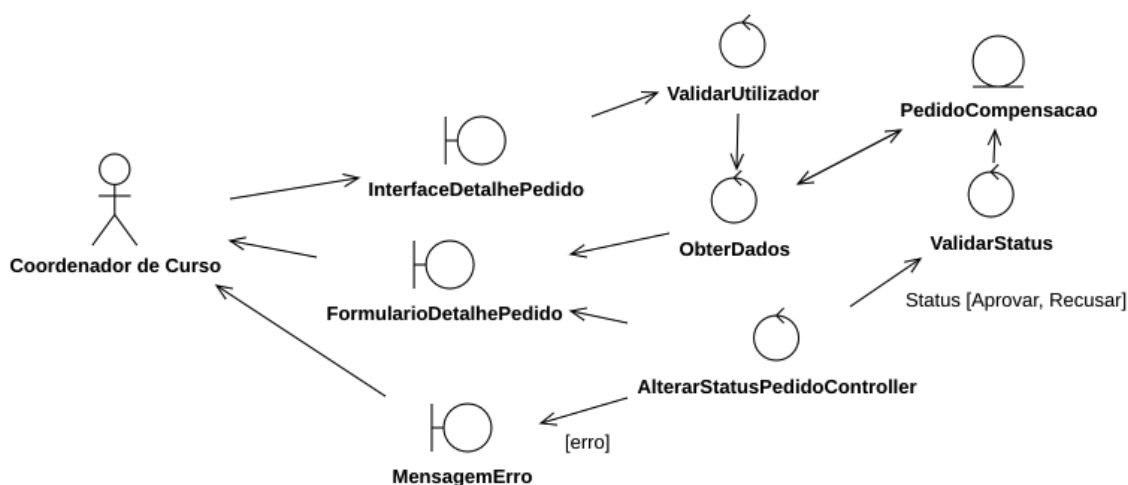 ValidarUtilizador
PedidoCompensacao
InterfaceDetalhePedido
Coordenador de Curso
ObterDados
ValidarStatus
FormularioDetalhePedido
Status [Aprovar, Recusar]
AlterarStatusPedidoController
[erro]
MensagemErro